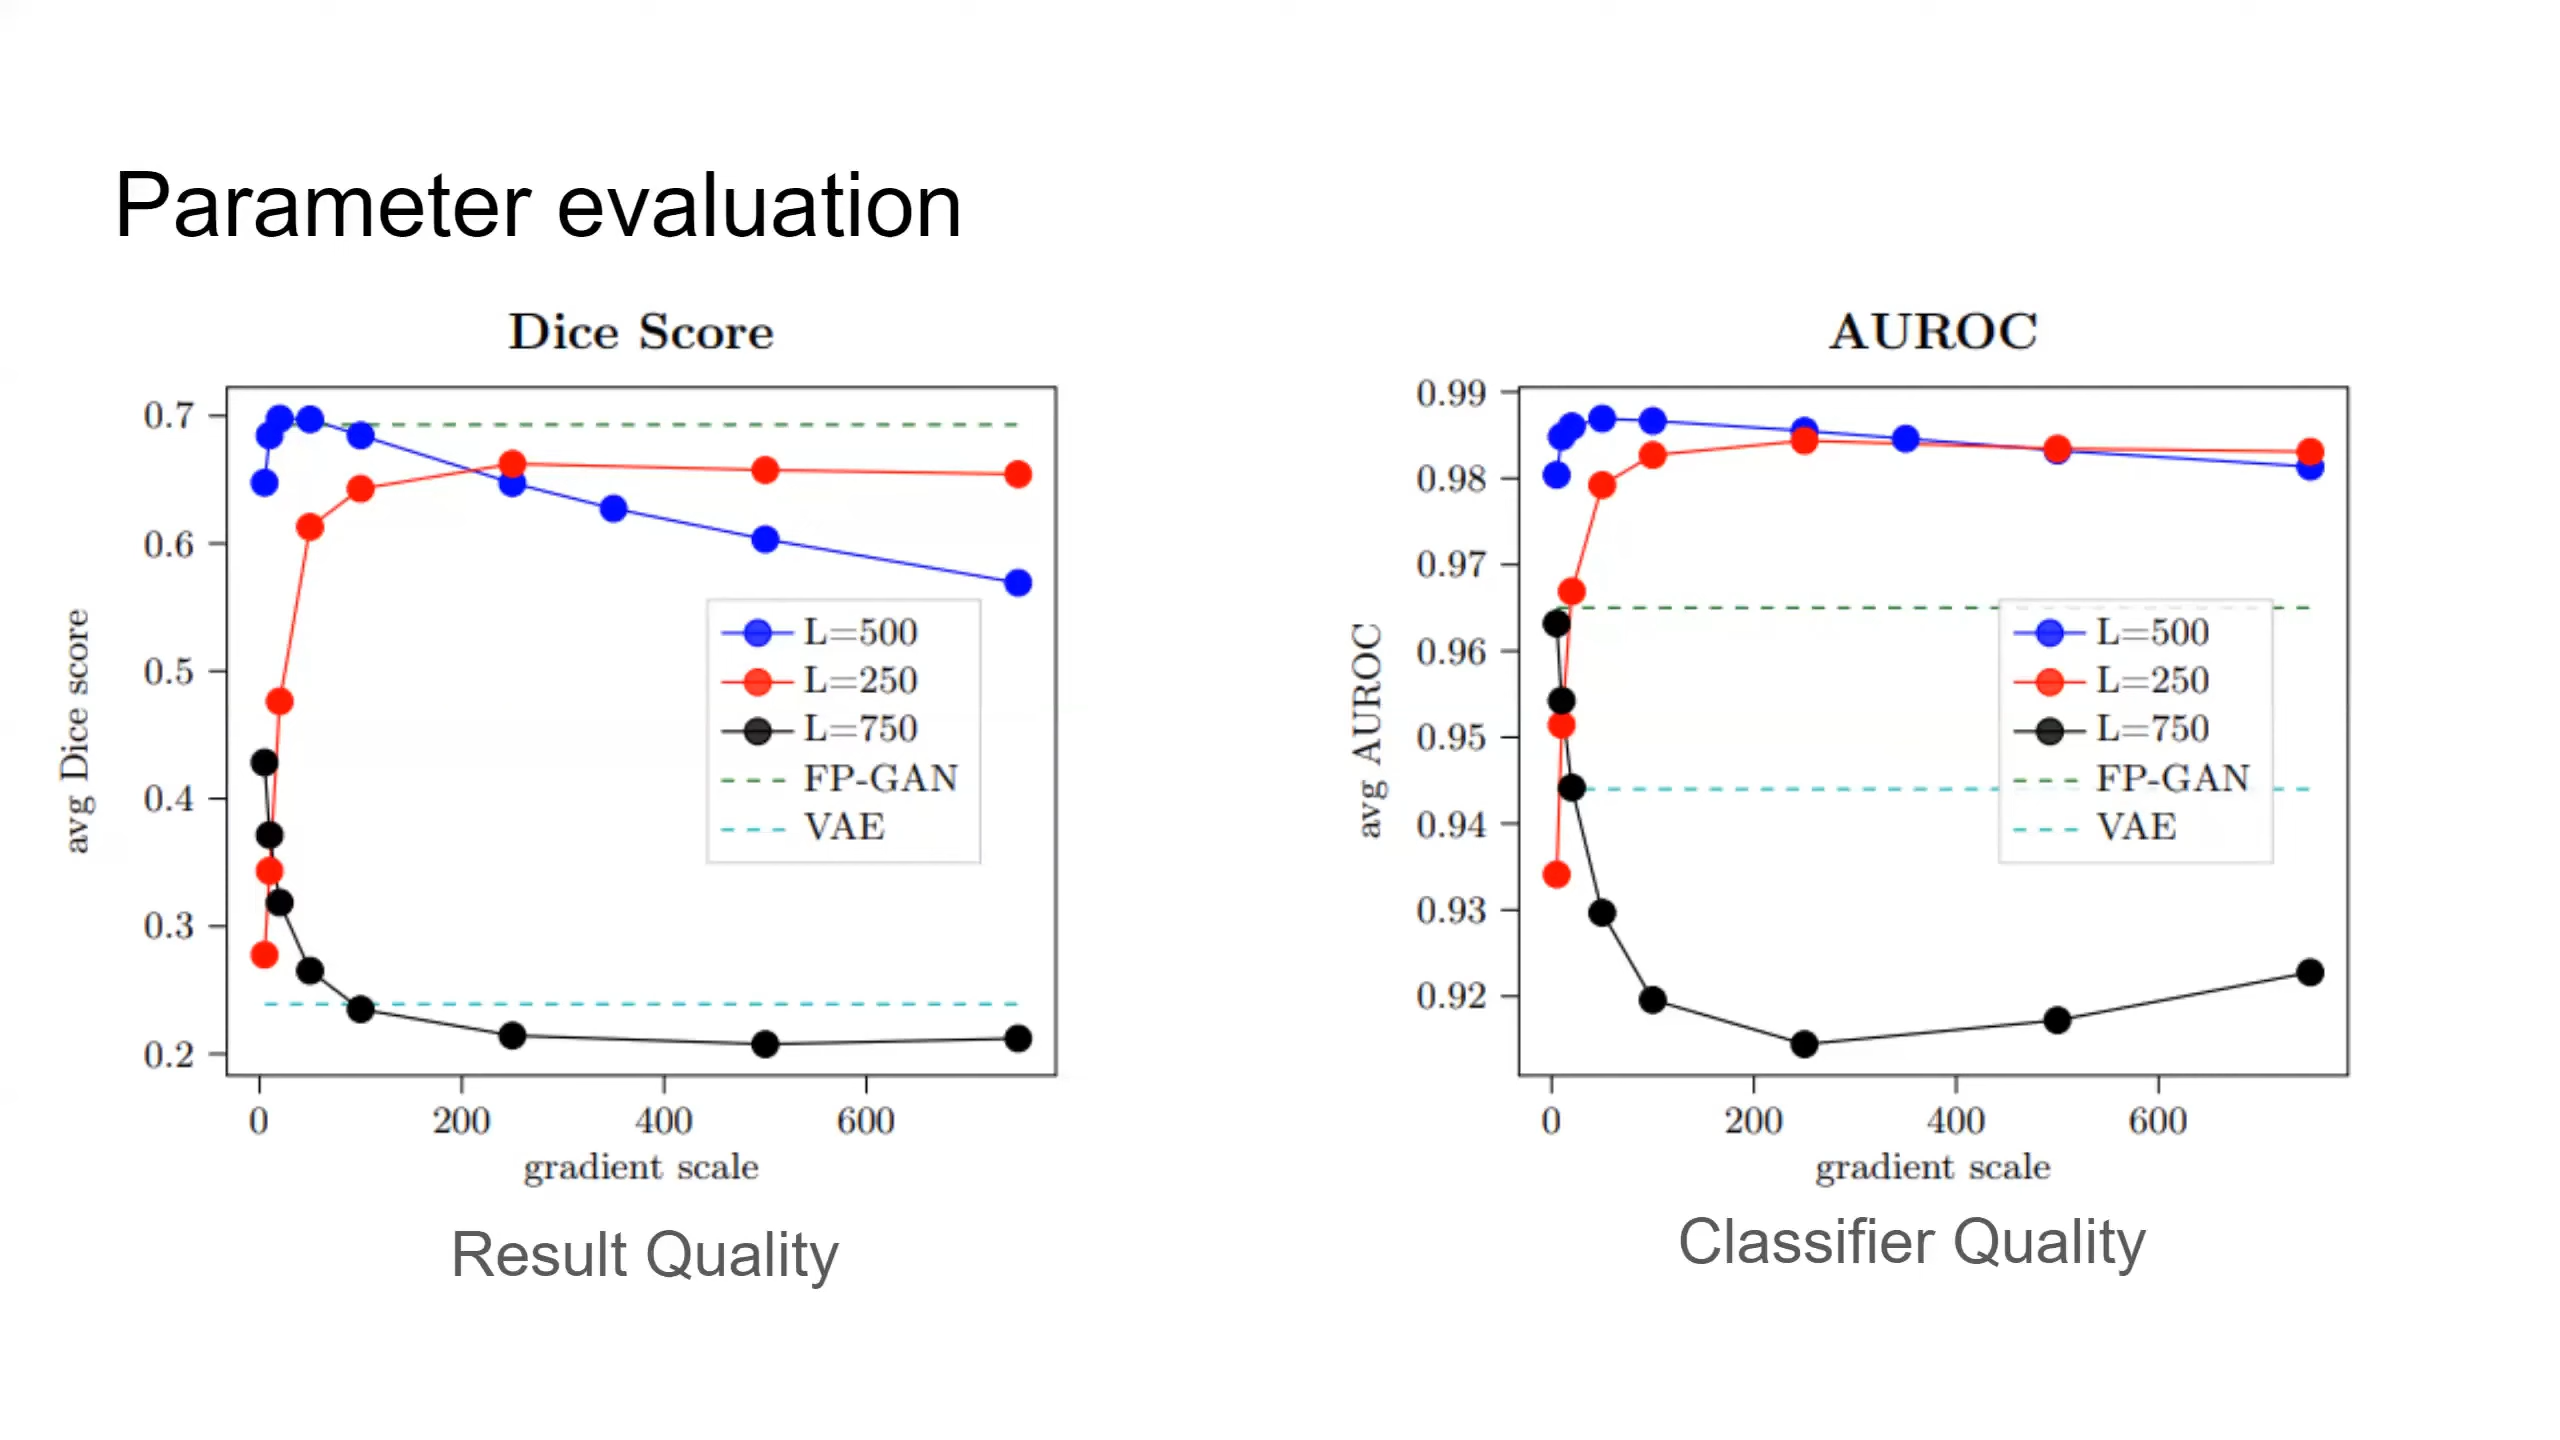 Parameter evaluation
Dice Score
0.7
0.6
0.5
0.4
0.3
0.2
avg Dice score
L=500
L=250
L=750
FP-GAN
VAE
0
200
400
600
gradient scale
Result Quality
AUROC
0.99
0.98
0.97
0.96
0.95
0.94
0.93
0.92
avg AUROC
L=500
L=250
L=750
FP-GAN
VAE
0
200
400
600
gradient scale
Classifier Quality